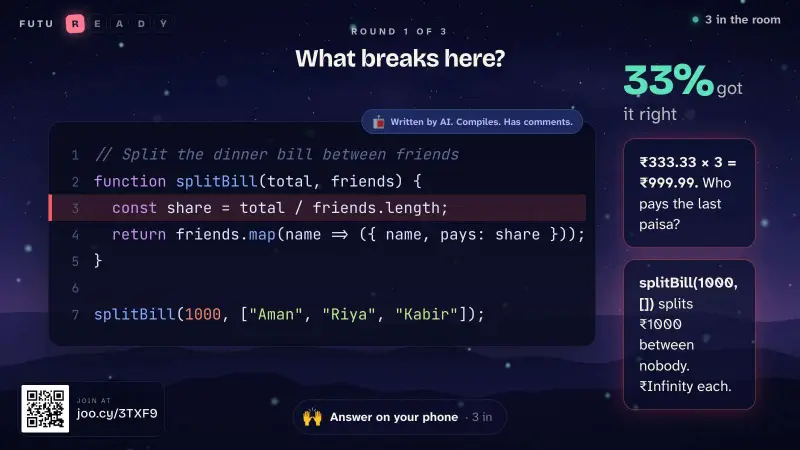 FUTU READY
ROUND 1 OF 3
3 in the room
What breaks here?
Written by AI. Compiles. Has comments.
1 // Split the dinner bill between friends
2 function splitBill(total, friends) {
3 const share = total / friends.length;
4 return friends.map(name => ({ name, pays: share }));
5 }
6
7 splitBill(1000, ["Aman", "Riya", "Kabir"]);
33% got
it right
₹333.33 × 3 =
₹999.99. Who
pays the last
paisa?
splitBill(1000,
[]) splits
₹1000
between
nobody.
₹Infinity each.
JOIN AT
joo.cy/3TXF9
Answer on your phone · 3 in